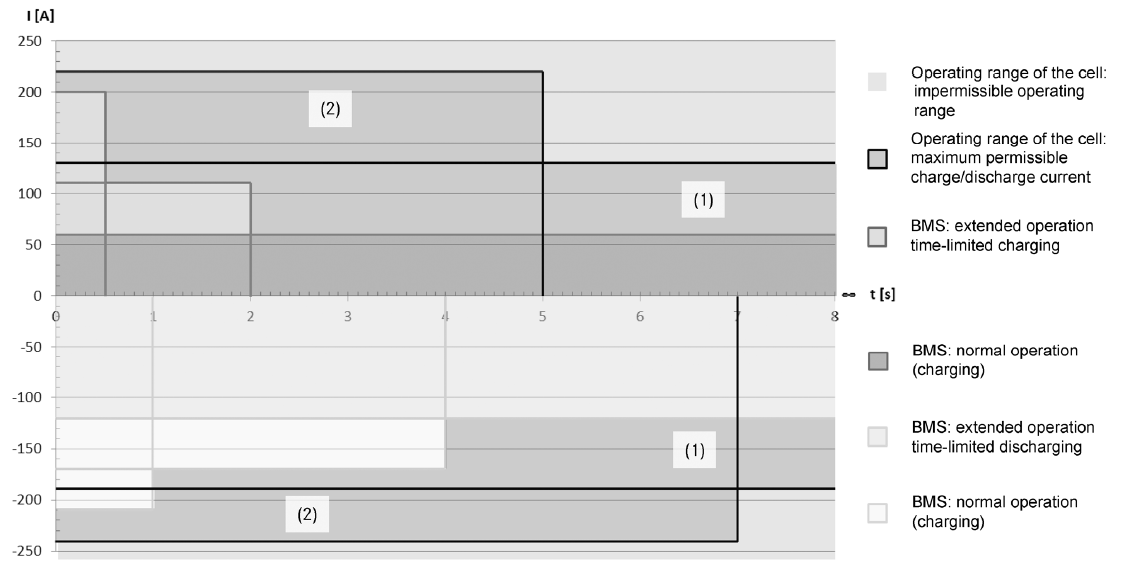 I [A]
250
200
150
100
50
0
-50
-100
-150
-200
-250
0 1 2 3 4 5 6 7 8
∞ t [s]
(2)
(1)
(1)
(2)
Operating range of the cell:
impermissible operating
range
Operating range of the cell:
maximum permissible
charge/discharge current
BMS: extended operation
time-limited charging
BMS: normal operation
(charging)
BMS: extended operation
time-limited discharging
BMS: normal operation
(charging)